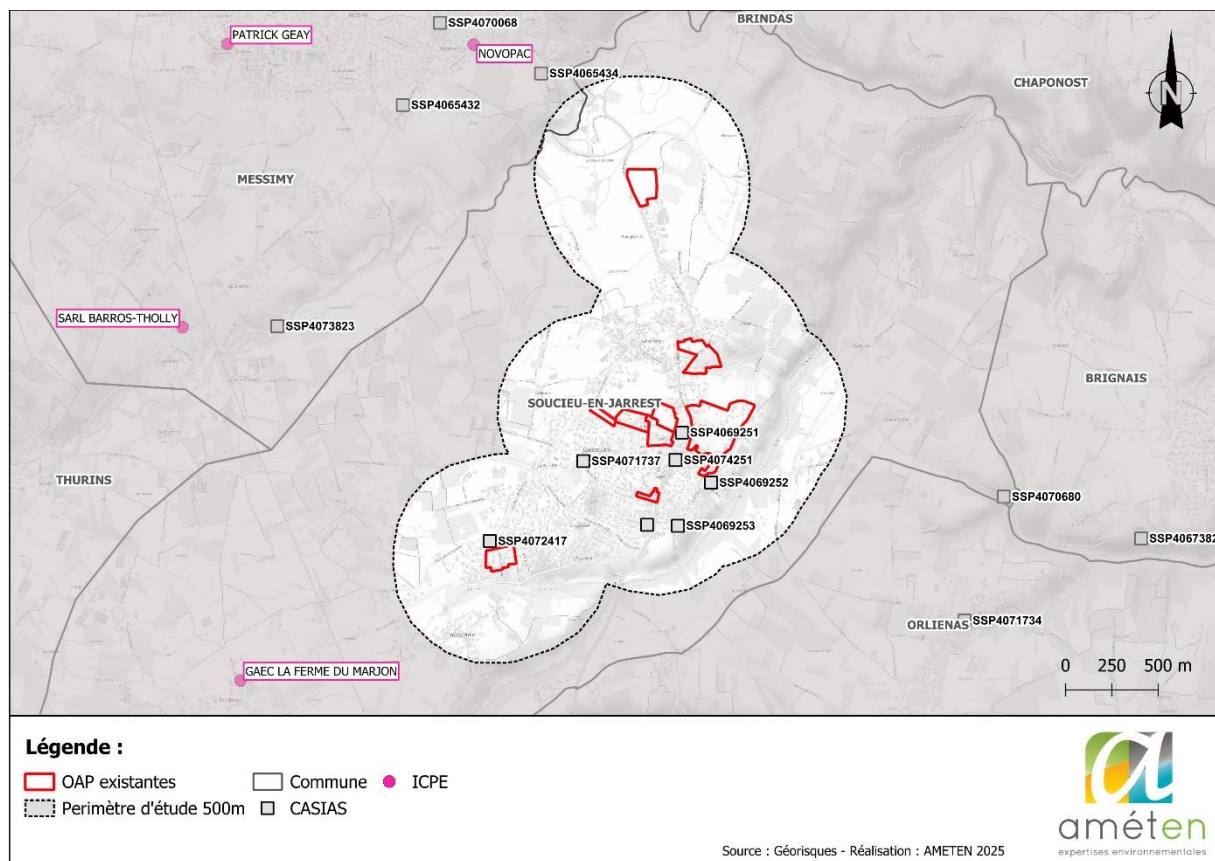 SSP4070068
BRINDAS
PATRICK GEAY
NOVOPAC
SSP4065434
CHAPONOST
N
SSP4065432
MESSIMY
SARL BARROS-THOLLY
SSP4073823
BRIGNAIS
SOUCIEU-EN-JARREST
SSP4069251
SSP4071737
SSP4074251
THURINS
SSP4069252
SSP4070680
SSP4069253
SSP4067382
SSP4072417
ORLIENAS
SSP4071734
GAEC LA FERME DU MARJON
0 250 500 m
Légende :
OAP existantes
Commune
ICPE
Perimètre d'étude 500m
CASIAS
a
améten
expertises environnementales
Source : Géorisques - Réalisation : AMETEN 2025